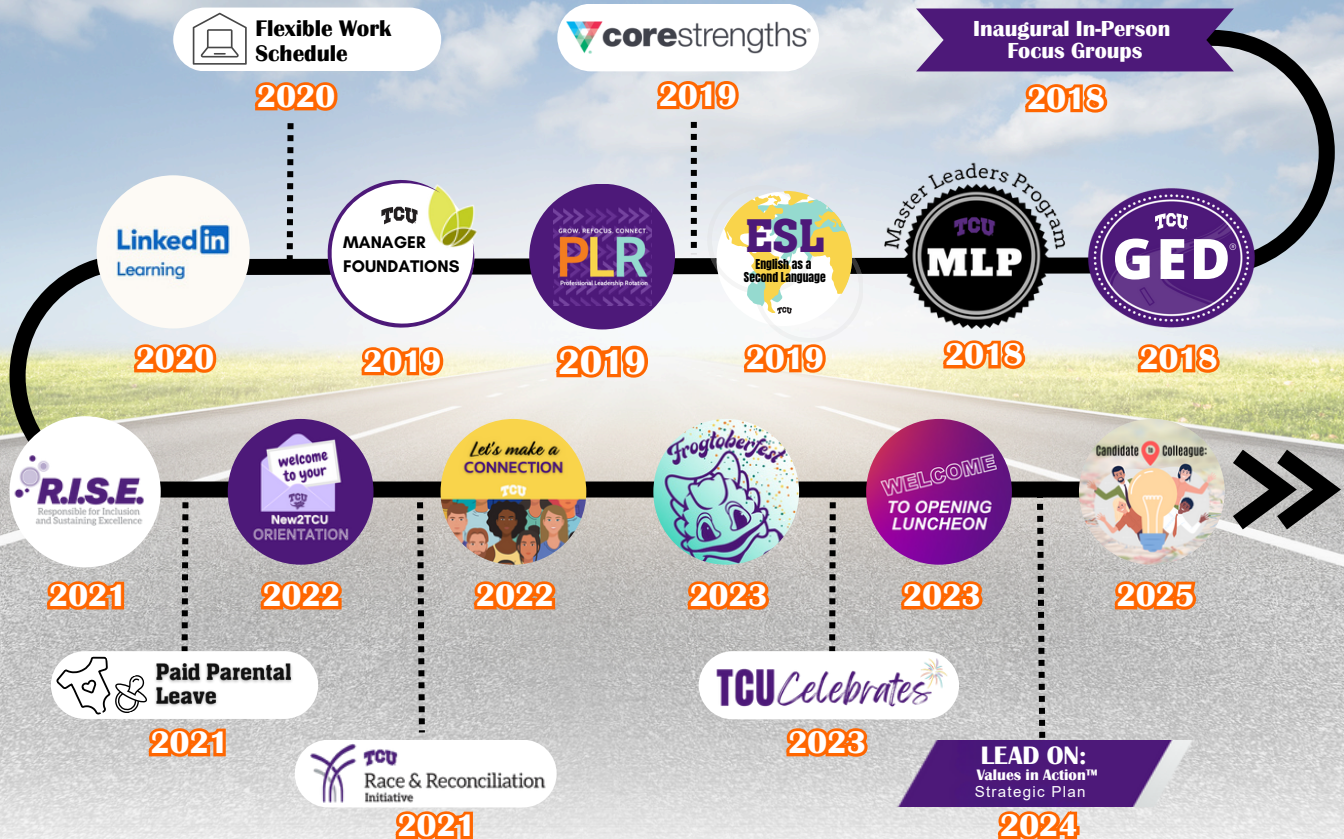 Flexible Work
Schedule
2020
corestrengths®
2019
Inaugural In-Person
Focus Groups
2018
Linked in
Learning
2020
TCU
MANAGER
FOUNDATIONS
2019
GROW. REFOCUS. CONNECT.
PLR
Professional Leadership Rotation
2019
ESL
English as a
Second Language
TCU
2019
Master Leaders Program
TCU
MLP
2018
TCU
GED®
2018
R.I.S.E.
Responsible for Inclusion
and Sustaining Excellence
2021
welcome
to your
TCU
New2TCU
ORIENTATION
2022
Let's make a
CONNECTION
TCU
2022
Frogtoberfest
2023
WELCOME
TO OPENING
LUNCHEON
2023
Candidate to Colleague:
2025
Paid Parental
Leave
2021
TCU
Race & Reconciliation
Initiative
2021
TCU Celebrates
2023
LEAD ON:
Values in Action™
Strategic Plan
2024